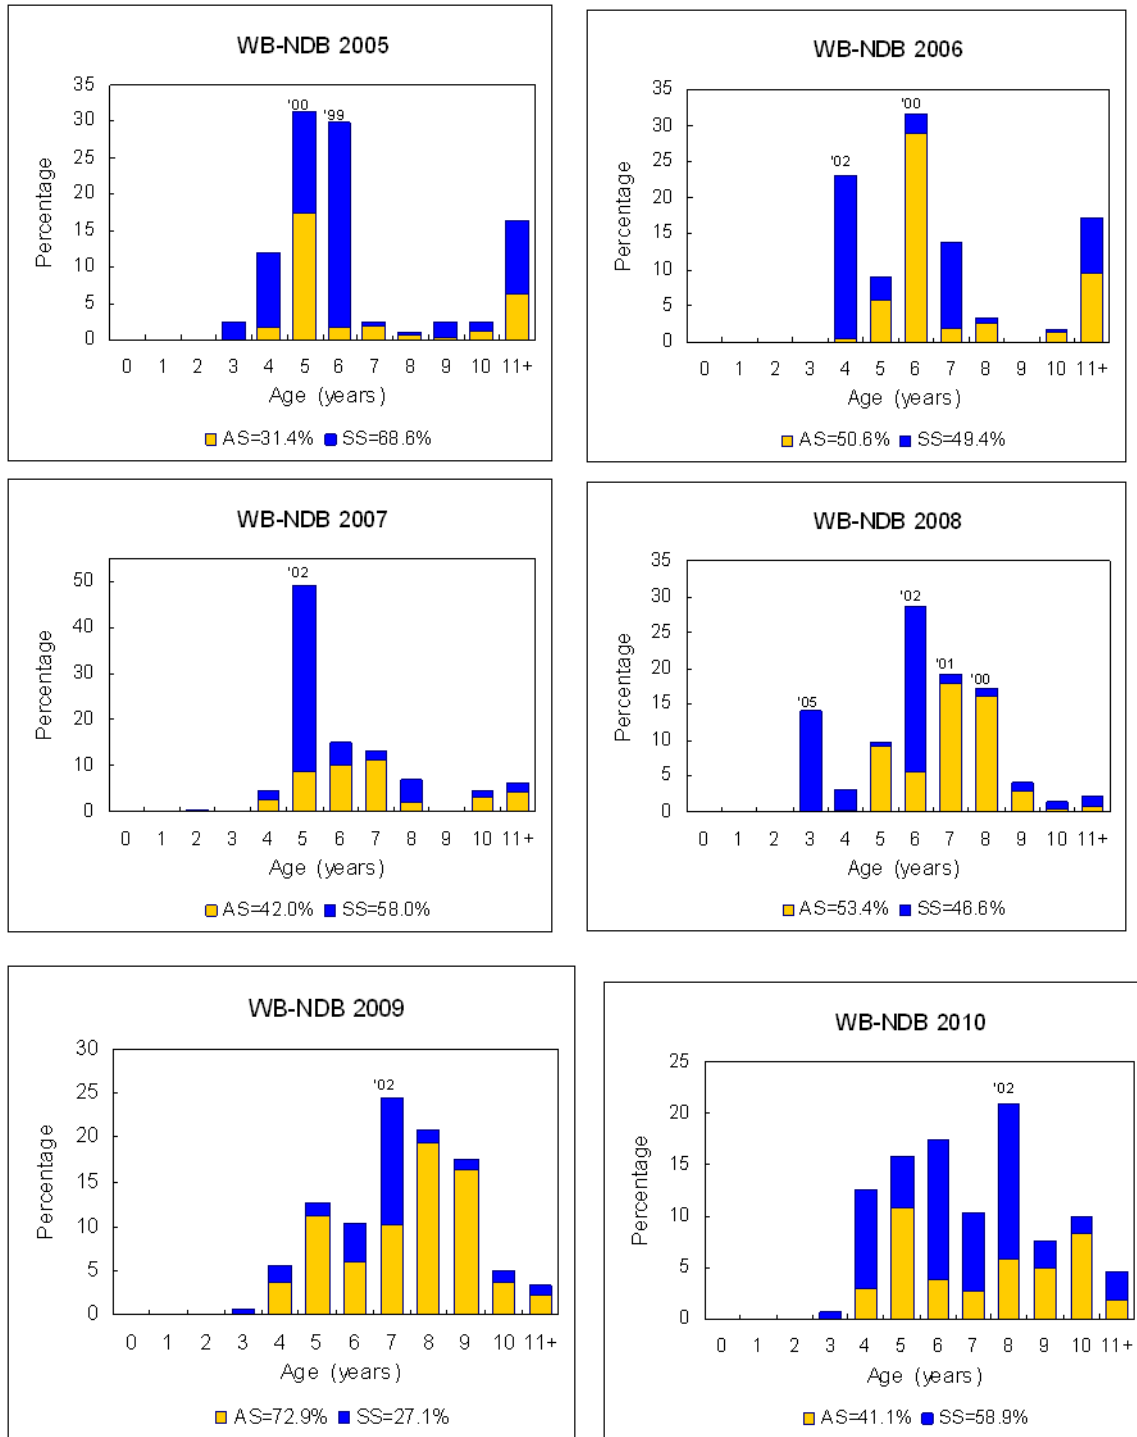 WB-NDB 2005
35
30
25
20
15
10
5
0
Percentage
'00
'99
0 1 2 3 4 5 6 7 8 9 10 11+
Age (years)
AS=31.4% SS=68.6%
WB-NDB 2006
35
30
25
20
15
10
5
0
Percentage
'02
'00
0 1 2 3 4 5 6 7 8 9 10 11+
Age (years)
AS=50.6% SS=49.4%
WB-NDB 2007
50
40
30
20
10
0
Percentage
'02
0 1 2 3 4 5 6 7 8 9 10 11+
Age (years)
AS=42.0% SS=58.0%
WB-NDB 2008
35
30
25
20
15
10
5
0
Percentage
'05
'02
'01
'00
0 1 2 3 4 5 6 7 8 9 10 11+
Age (years)
AS=53.4% SS=46.6%
WB-NDB 2009
30
25
20
15
10
5
0
Percentage
'02
0 1 2 3 4 5 6 7 8 9 10 11+
Age (years)
AS=72.9% SS=27.1%
WB-NDB 2010
25
20
15
10
5
0
Percentage
'02
0 1 2 3 4 5 6 7 8 9 10 11+
Age (years)
AS=41.1% SS=58.9%